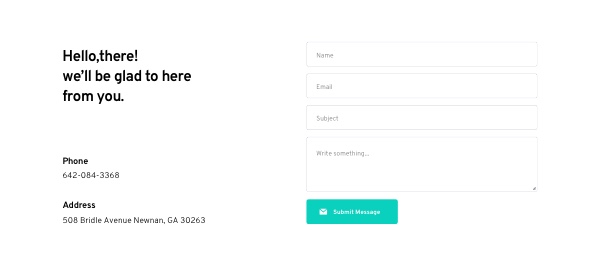 Hello,there!
we'll be glad to here
from you.
Phone
642-084-3368
Address
508 Bridle Avenue Newnan, GA 30263
Name
Email
Subject
Write something...
Submit Message